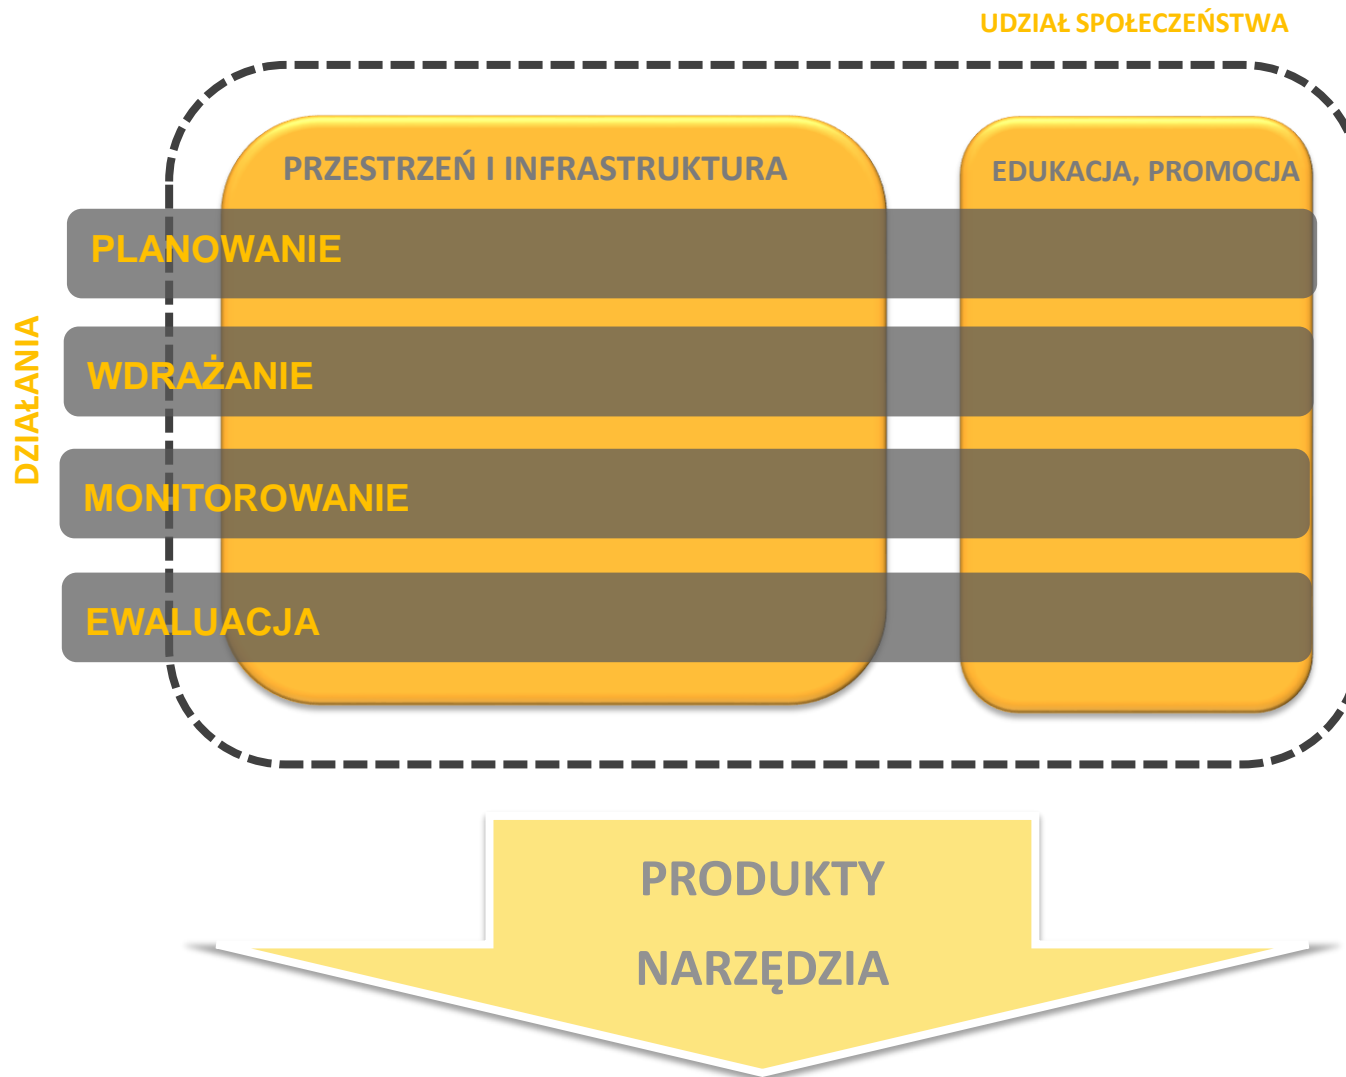 UDZIAŁ SPOŁECZEŃSTWA
PRZESTRZEŃ I INFRASTRUKTURA
EDUKACJA, PROMOCJA
DZIAŁANIA
PLANOWANIE
WDRAŻANIE
MONITOROWANIE
EWALUACJA
PRODUKTY
NARZĘDZIA